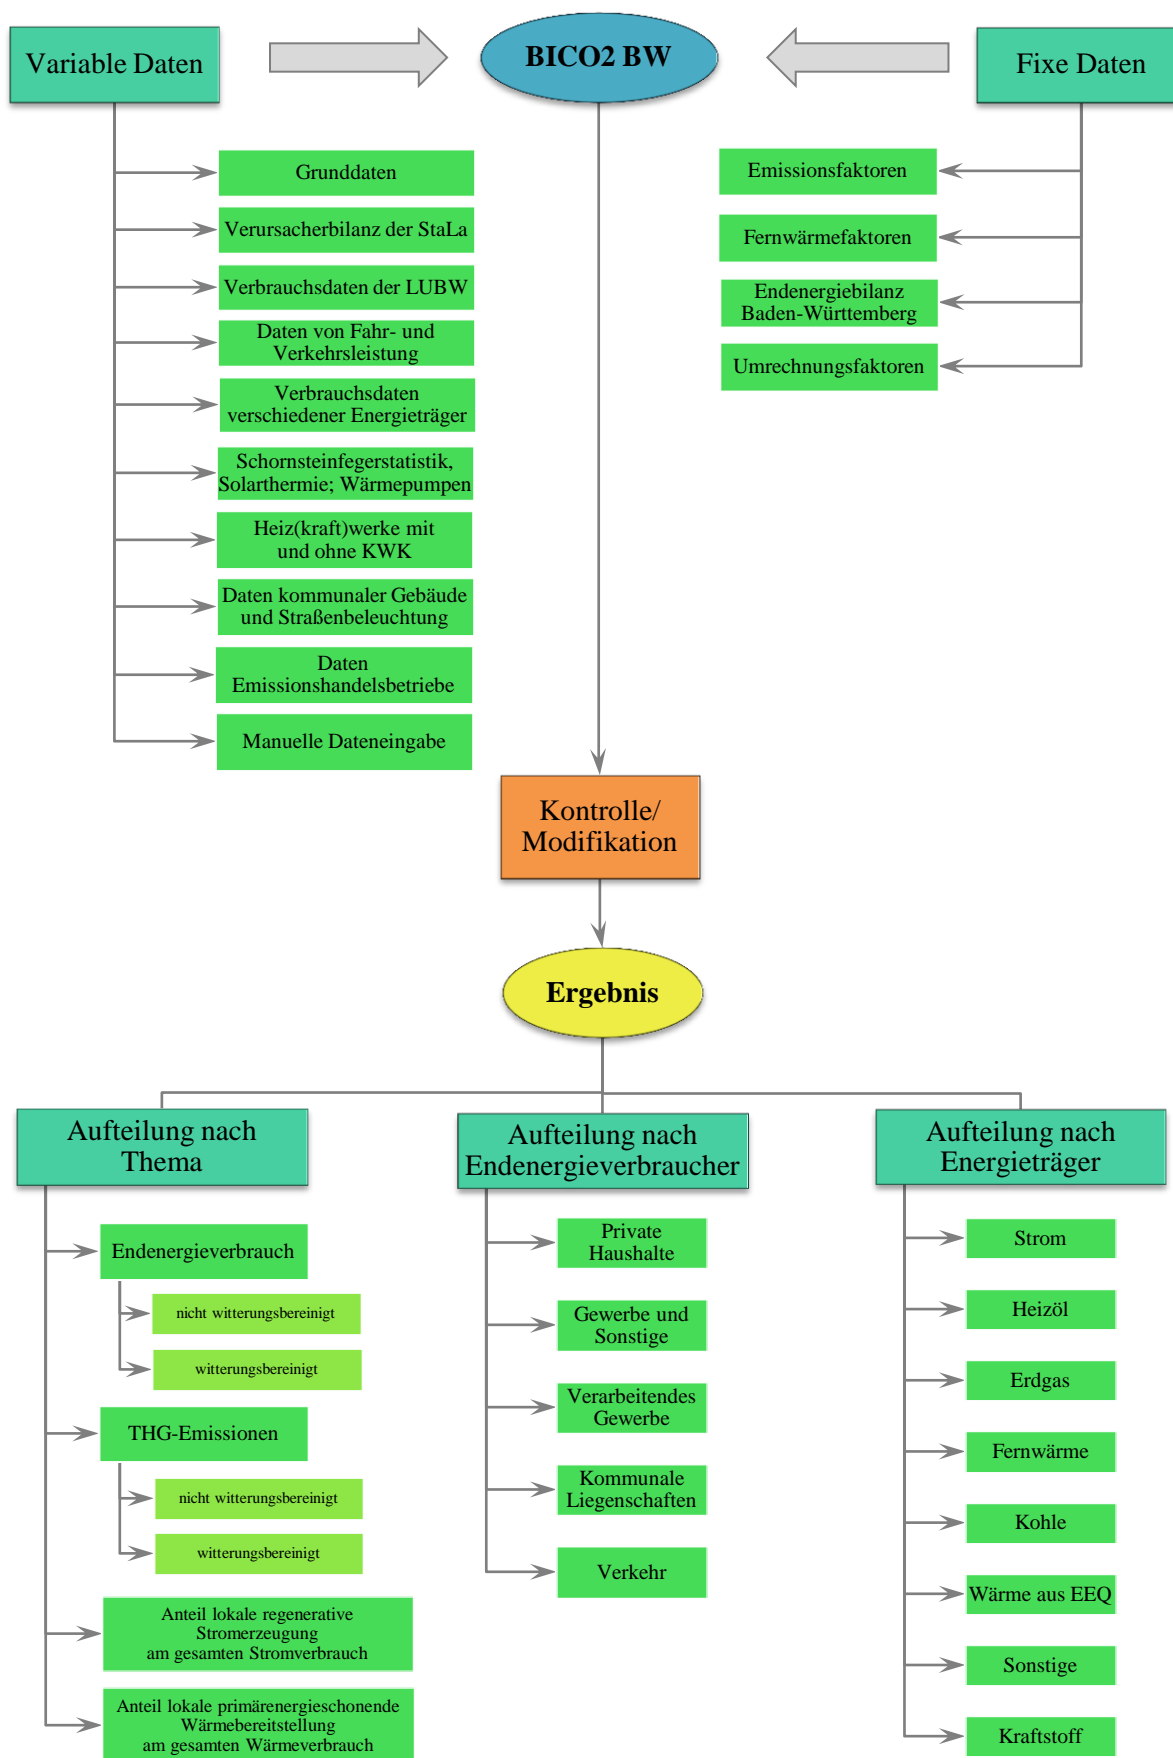 Variable Daten
BICO2 BW
Fixe Daten
Grunddaten
Verursacherbilanz der StaLa
Verbrauchsdaten der LUBW
Daten von Fahr- und
Verkehrsleistung
Verbrauchsdaten
verschiedener Energieträger
Schornsteinfegerstatistik,
Solarthermie; Wärmepumpen
Heiz(kraft)werke mit
und ohne KWK
Daten kommunaler Gebäude
und Straßenbeleuchtung
Daten
Emissionshandelsbetriebe
Manuelle Dateneingabe
Emissionsfaktoren
Fernwärmefaktoren
Endenergiebilanz
Baden-Württemberg
Umrechnungsfaktoren
Kontrolle/
Modifikation
Ergebnis
Aufteilung nach
Thema
Endenergieverbrauch
nicht witterungsbereinigt
witterungsbereinigt
THG-Emissionen
nicht witterungsbereinigt
witterungsbereinigt
Anteil lokale regenerative
Stromerzeugung
am gesamten Stromverbrauch
Anteil lokale primärenergieschonende
Wärmebereitstellung
am gesamten Wärmeverbrauch
Aufteilung nach
Endenergieverbraucher
Private
Haushalte
Gewerbe und
Sonstige
Verarbeitendes
Gewerbe
Kommunale
Liegenschaften
Verkehr
Aufteilung nach
Energieträger
Strom
Heizöl
Erdgas
Fernwärme
Kohle
Wärme aus EEQ
Sonstige
Kraftstoff